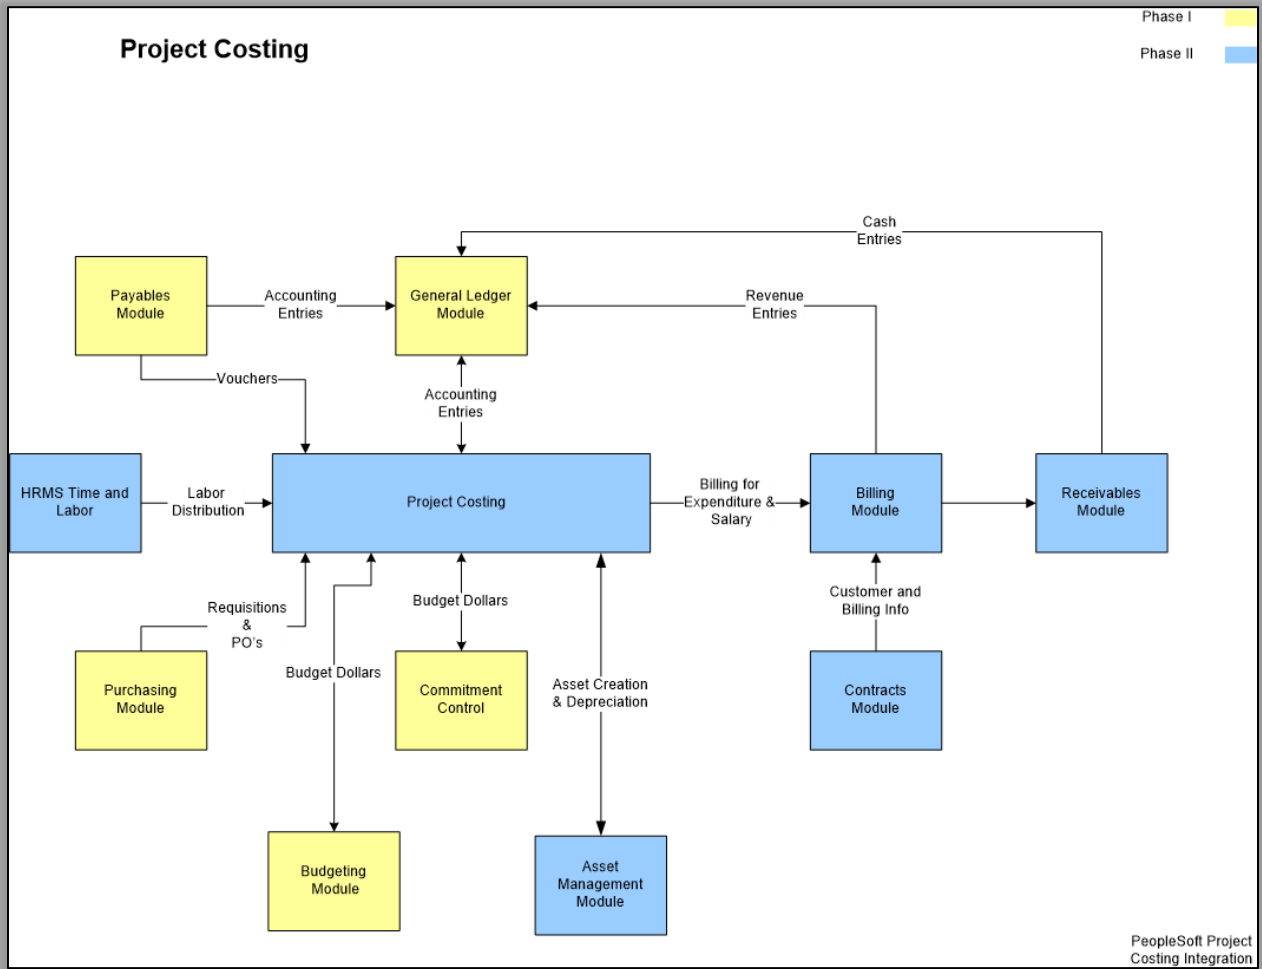 Phase I
Project Costing
Phase II
Cash
Entries
Payables
Module
Accounting
Entries
General Ledger
Module
Revenue
Entries
Vouchers
Accounting
Entries
HRMS Time and
Labor
Labor
Distribution
Project Costing
Billing for
Expenditure &
Salary
Billing
Module
Receivables
Module
Requisitions
&
PO's
Budget Dollars
Customer and
Billing Info
Budget Dollars
Purchasing
Module
Commitment
Control
Asset Creation
& Depreciation
Contracts
Module
Budgeting
Module
Asset
Management
Module
PeopleSoft Project
Costing Integration